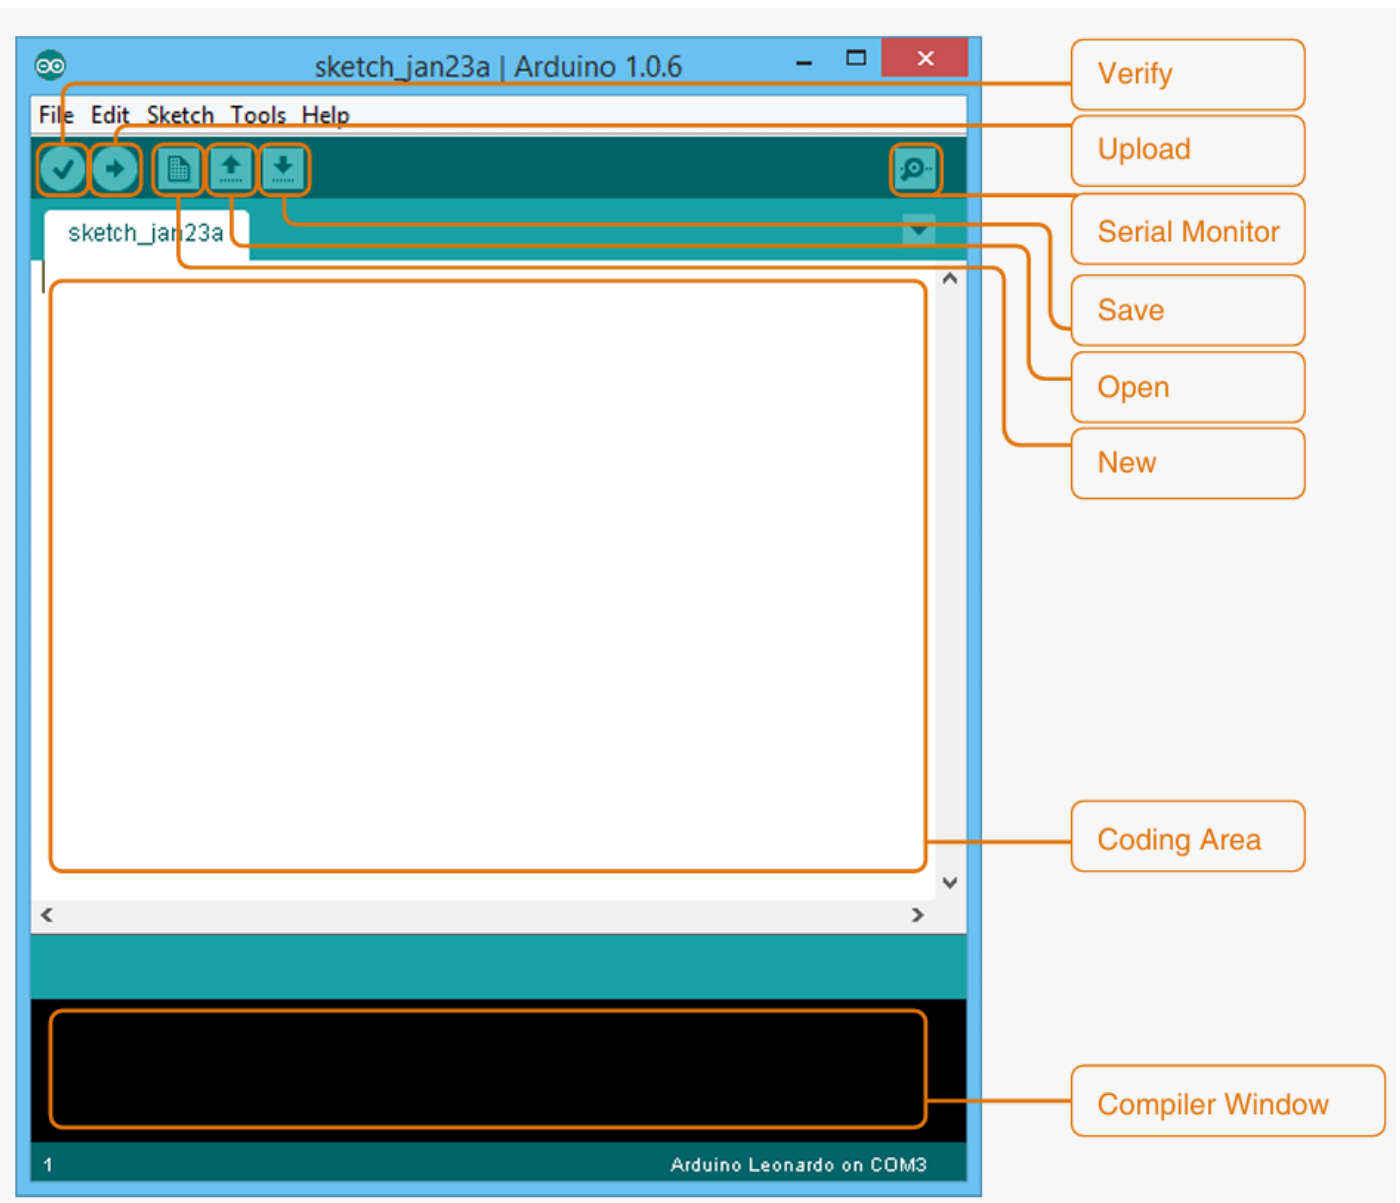 sketch_jan23a | Arduino 1.0.6
File Edit Sketch Tools Help
sketch_jan23a
Verify
Upload
Serial Monitor
Save
Open
New
Coding Area
Compiler Window
1
Arduino Leonardo on COM3